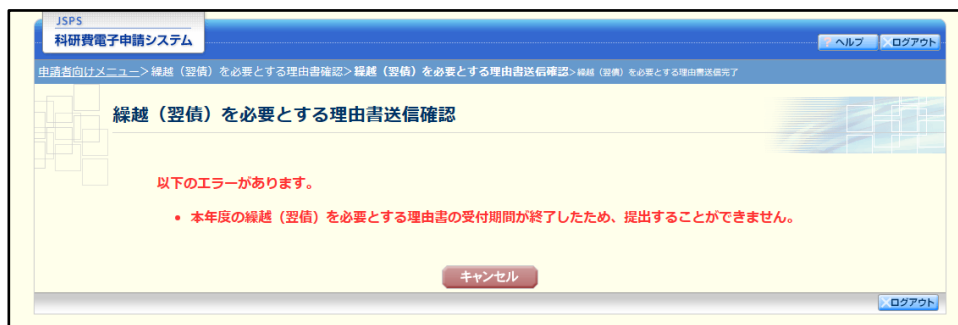 JSPS
科研費電子申請システム
ヘルプ ログアウト
申請者向けメニュー>繰越（翌債）を必要とする理由書確認>繰越（翌債）を必要とする理由書送信確認>繰越（翌債）を必要とする理由書送信完了
繰越（翌債）を必要とする理由書送信確認
以下のエラーがあります。
• 本年度の繰越（翌債）を必要とする理由書の受付期間が終了したため、提出することができません。
キャンセル
ログアウト